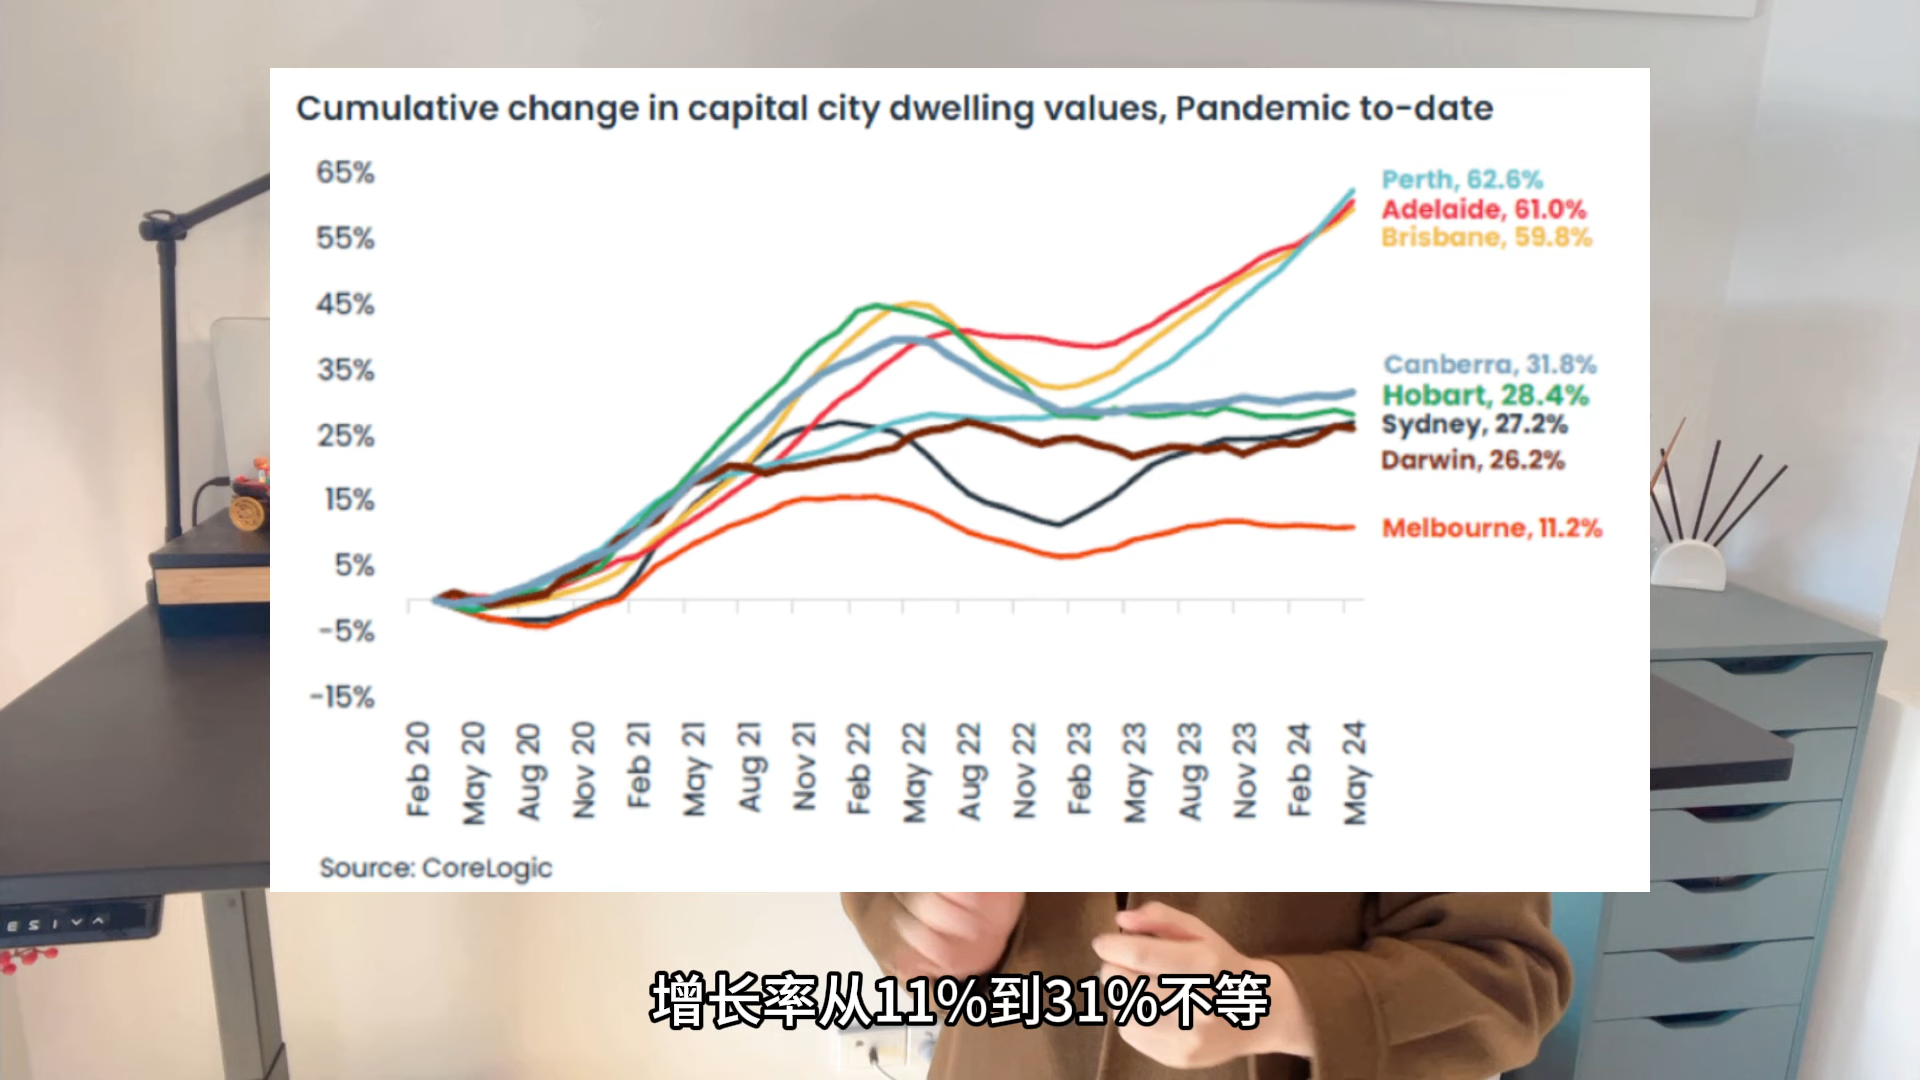 Cumulative change in capital city dwelling values, Pandemic to-date
65%
55%
45%
35%
25%
15%
5%
-5%
-15%
Perth, 62.6%
Adelaide, 61.0%
Brisbane, 59.8%
Canberra, 31.8%
Hobart, 28.4%
Sydney, 27.2%
Darwin, 26.2%
Melbourne, 11.2%
Feb 20
May 20
Aug 20
Nov 20
Feb 21
May 21
Aug 21
Nov 21
Feb 22
May 22
Aug 22
Nov 22
Feb 23
May 23
Aug 23
Nov 23
Feb 24
May 24
Source: CoreLogic
增长率从11%到31%不等